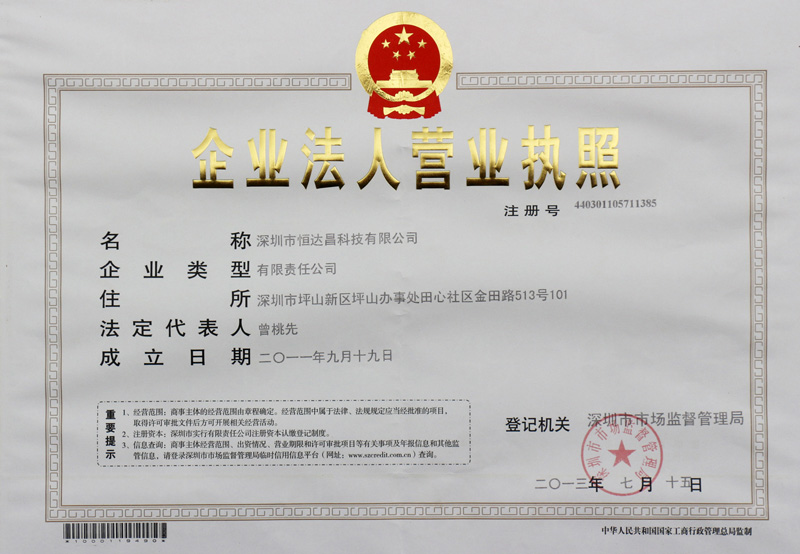 企业法人营业执照
注册号 440301105711385
名称 深圳市恒达昌科技有限公司
企业类型 有限责任公司
住所 深圳市坪山新区坪山办事处田心社区金田路513号101
法定代表人 曾桃先
成立日期 二〇一一年九月十九日
重要提示
1、经营范围：商事主体的经营范围由章程确定。经营范围中属于法律、法规规定应当经批准的项目，
取得许可审批文件后方可开展相关经营活动。
2、注册资本：深圳市实行有限责任公司注册资本认缴登记制度。
3、信息查询：商事主体经营范围、出资情况、营业期限和许可审批项目等有关事项及年报信息和其他监
管信息，请登录深圳市市场监督管理局临时信用信息平台（网址：www.szcredit.com.cn）查询。
登记机关 深圳市市场监督管理局
深圳市市场监督管理局
二〇一三年七月十五日
中华人民共和国国家工商行政管理总局监制